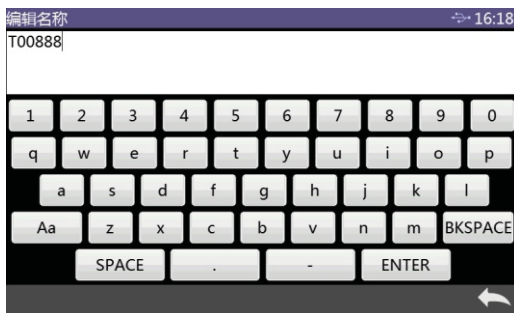 编辑名称 16:18
T00888
1 2 3 4 5 6 7 8 9 0
q w e r t y u i o p
a s d f g h j k l
Aa z x c b v n m BKSPACE
SPACE . - ENTER